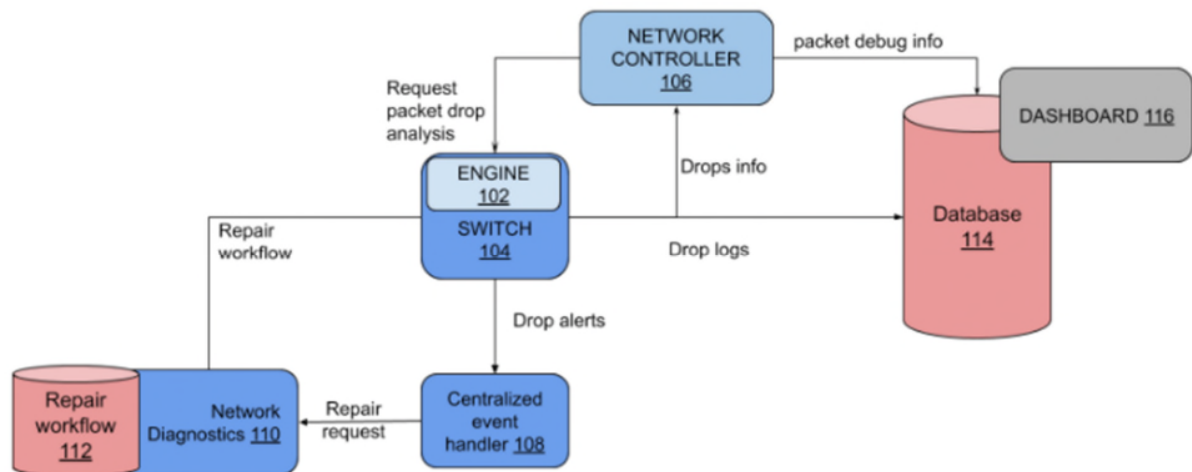 NETWORK
CONTROLLER
106
packet debug info
Request
packet drop
analysis
DASHBOARD 116
ENGINE
102
Drops info
Repair
workflow
SWITCH
104
Database
114
Drop logs
Drop alerts
Repair
workflow
112
Network
Diagnostics 110
Repair
request
Centralized
event
handler 108